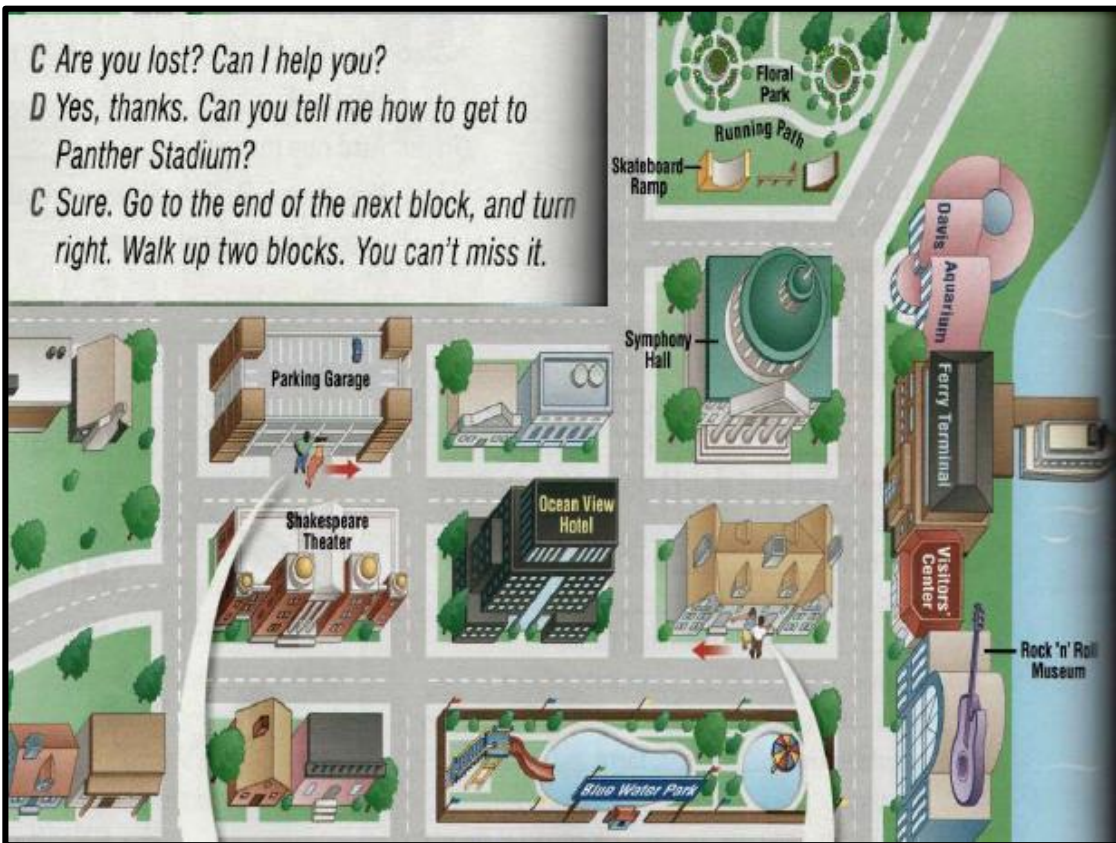 C Are you lost? Can I help you?
D Yes, thanks. Can you tell me how to get to
Panther Stadium?
C Sure. Go to the end of the next block, and turn
right. Walk up two blocks. You can't miss it.
Floral
Park
Running Path
Skateboard
Ramp
Davis Aquarium
Symphony
Hall
Parking Garage
Ferry Terminal
Ocean View
Hotel
Shakespeare
Theater
Visitors'
Center
Rock 'n' Roll
Museum
Blue Water Park